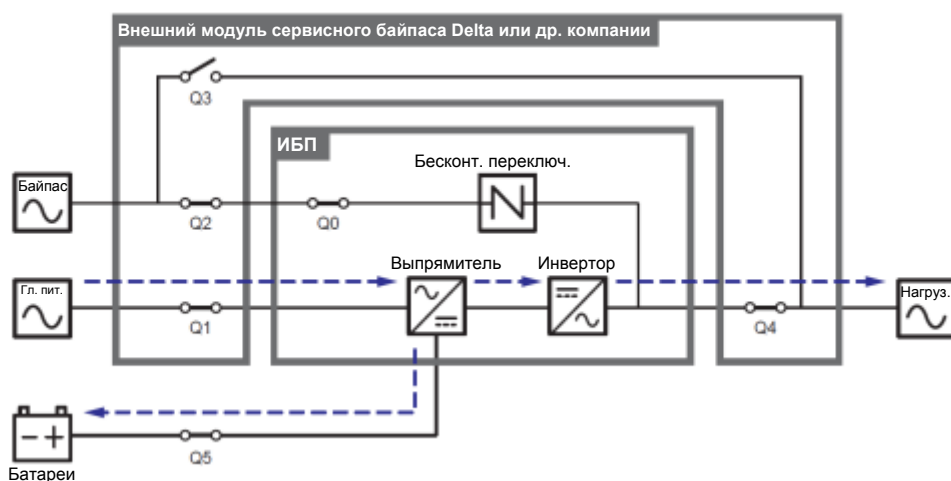 Внешний модуль сервисного байпаса Delta или др. компании
Q3
ИБП
Бесконт. переключ.
Байпас
Q2
Q0
Выпрямитель
Инвертор
Гл. пит.
Нагруз.
Q1
Q4
Q5
Батареи